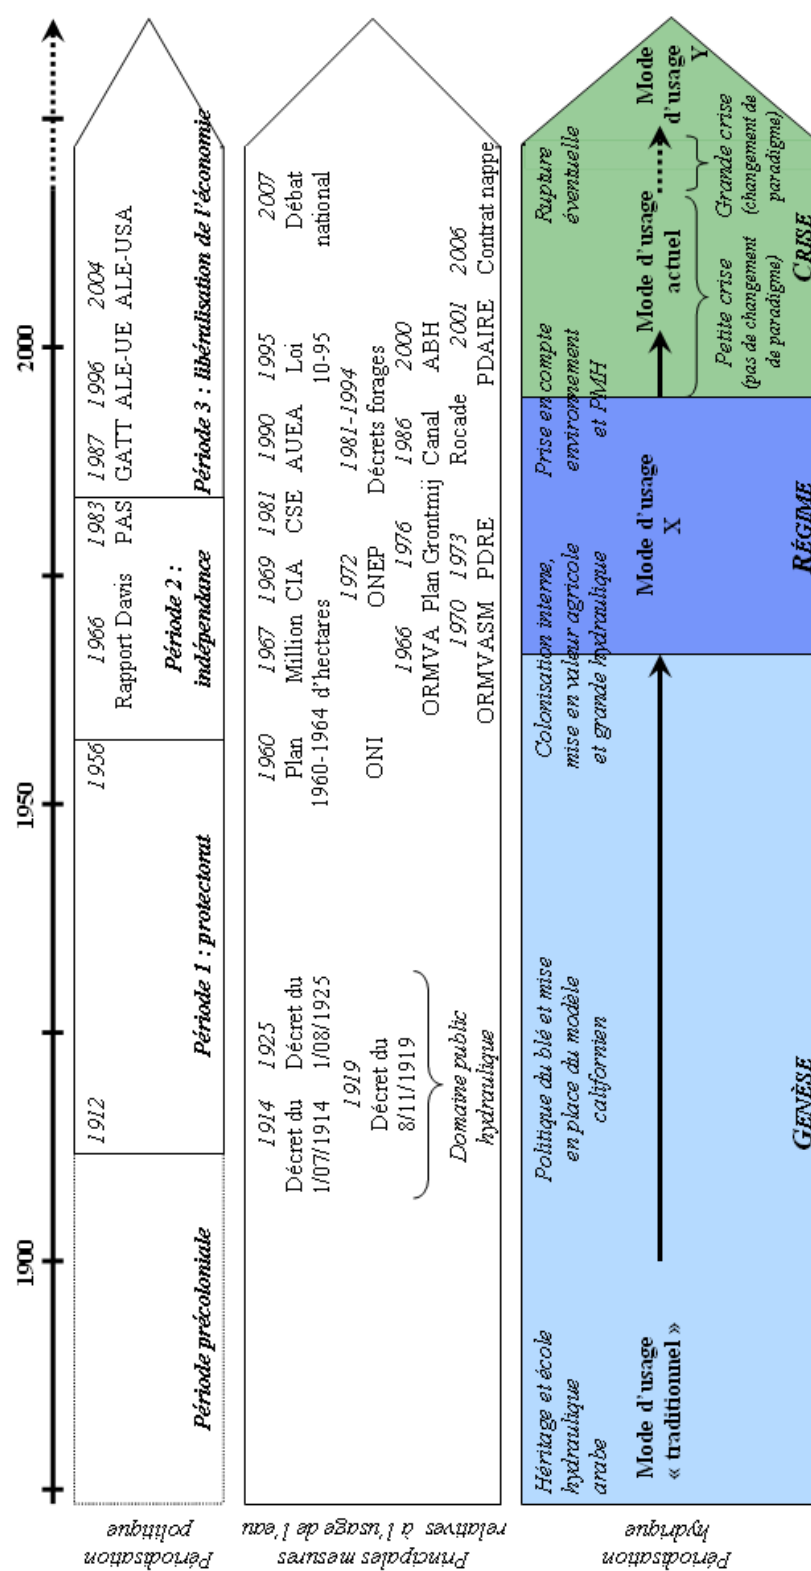 1900
1950
2000
Périodisation
politique
Période précoloniale
1912
Période 1 : protectorat
1956
1966
Rapport Davis
1983
PAS
Période 2 :
indépendance
1987
GATT
1996
ALE-UE
2004
ALE-USA
Période 3 : libéralisation de l'économie
Principales mesures
relatives à l'usage de l'eau
1914
Décret du
1/07/1914
1925
Décret du
1/08/1925
1919
Décret du
8/11/1919
Domaine public
hydraulique
1960
Plan
1960-1964
ONI
1967
Million
d'hectares
1969
CIA
1981
CSE
1990
AUEA
1995
Loi
10-95
2007
Débat
national
1972
ONEP
1981-1994
Décrets forages
1966
ORMVA
1976
Plan Grontmij
1986
Canal
Rocade
2000
ABH
1970
ORMVASM
1973
PDRE
2001
PDAIRE
2006
Contrat nappe
Périodisation
hydrique
Héritage et école
hydraulique
arabe
Mode d'usage
« traditionnel »
Politique du blé et mise
en place du modèle
californien
Colonisation interne,
mise en valeur agricole
et grande hydraulique
Prise en compte
environnement
et PMH
Rupture
éventuelle
Mode d'usage
X
Mode d'usage
actuel
Mode
d'usage
Y
Petite crise
(pas de changement
de paradigme)
Grande crise
(changement de
paradigme)
GENÈSE
RÉGIME
CRISE